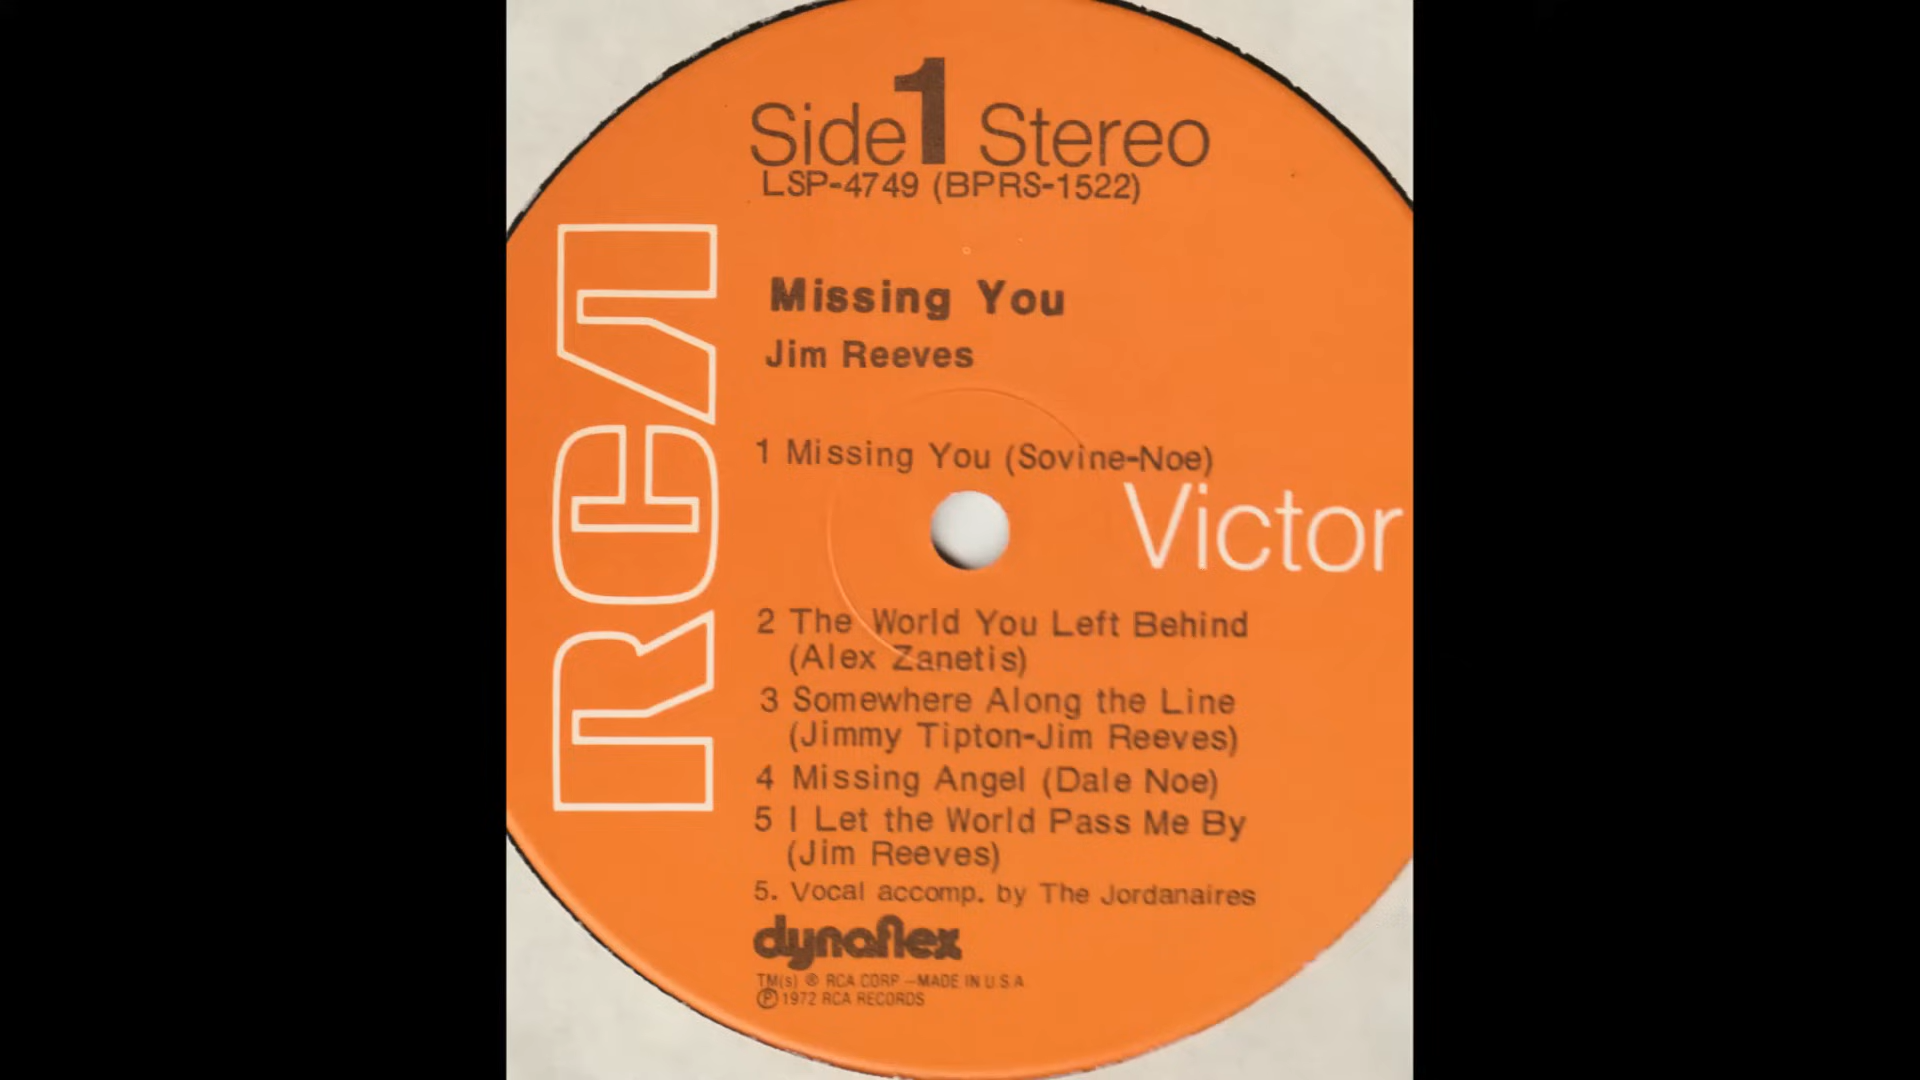 Side 1 Stereo
LSP-4749 (BPRS-1522)
RCA
Missing You
Jim Reeves
1 Missing You (Sovine-Noe)
Victor
2 The World You Left Behind
(Alex Zanetis)
3 Somewhere Along the Line
(Jimmy Tipton-Jim Reeves)
4 Missing Angel (Dale Noe)
5 I Let the World Pass Me By
(Jim Reeves)
5. Vocal accomp. by The Jordanaires
dynaflex
TM(s) ® RCA CORP —MADE IN U.S.A
Ⓟ 1972 RCA RECORDS